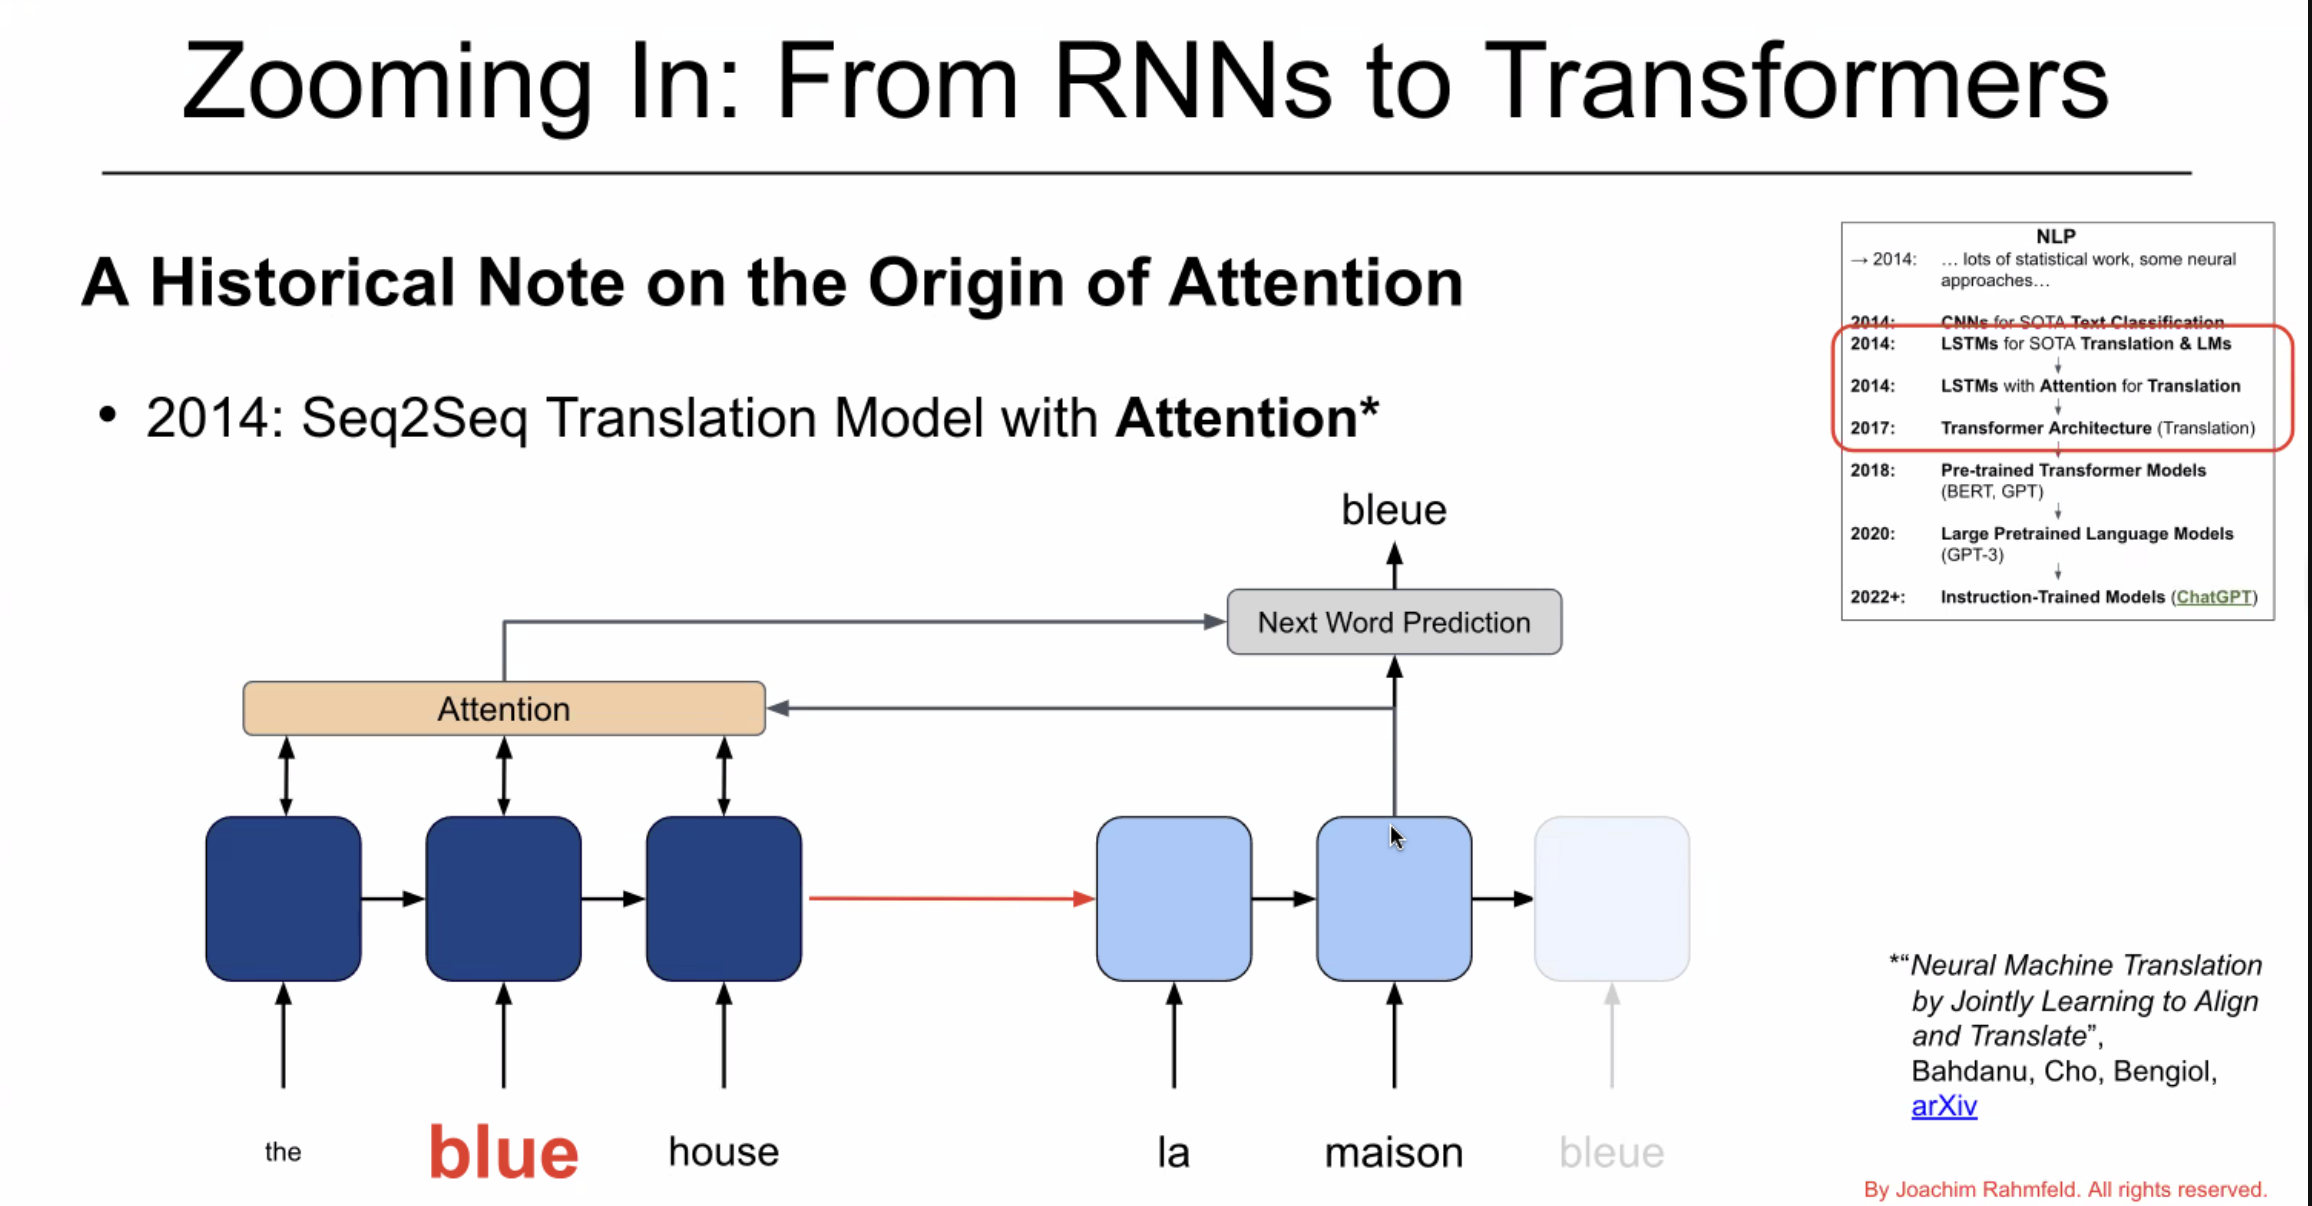 Zooming In: From RNNs to Transformers
A Historical Note on the Origin of Attention
• 2014: Seq2Seq Translation Model with Attention*
NLP
→ 2014: … lots of statistical work, some neural
approaches…
2014: CNNs for SOTA Text Classification
2014: LSTMs for SOTA Translation & LMs
2014: LSTMs with Attention for Translation
2017: Transformer Architecture (Translation)
2018: Pre-trained Transformer Models
(BERT, GPT)
2020: Large Pretrained Language Models
(GPT-3)
2022+: Instruction-Trained Models (ChatGPT)
bleue
Next Word Prediction
Attention
the blue house la maison bleue
*“Neural Machine Translation
by Jointly Learning to Align
and Translate”,
Bahdanu, Cho, Bengiol,
arXiv
By Joachim Rahmfeld. All rights reserved.